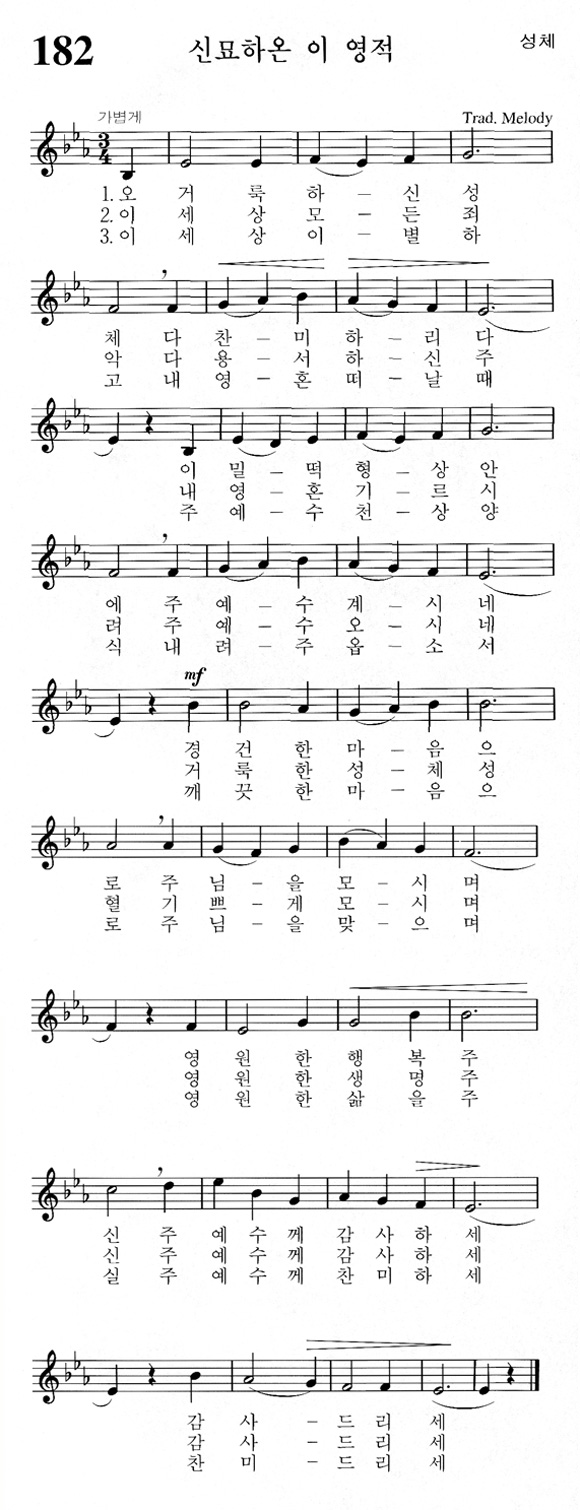 182 신묘하온 이 영적 성체
가볍게 Trad. Melody
1. 오 거 룩 하 – 신 성
2. 이 세 상 모 – 든 죄
3. 이 세 상 이 – 별 하
체 다 찬 – 미 하 – 리 다
악 다 용 – 서 하 – 신 주
고 내 영 – 혼 떠 – 날 때
이 밀 – 떡 형 – 상 안
내 영 – 혼 기 – 르 시
주 예 – 수 천 – 상 양
에 주 예 – 수 계 – 시 네
려 주 예 – 수 오 – 시 네
식 내 려 – 주 옵 – 소 서
mf
경 건 한 마 – 음 으
거 룩 한 성 – 체 성
깨 끗 한 마 – 음 으
로 주 님 – 을 모 – 시 며
혈 기 쁘 – 게 모 – 시 며
로 주 님 – 을 맞 – 으 며
영 원 한 행 복 주
영 원 한 생 명 주
영 원 한 삶 을 주
신 주 예 수 께 감 사 하 세
신 주 예 수 께 감 사 하 세
실 주 예 수 께 찬 미 하 세
감 사 – 드 리 세
감 사 – 드 리 세
찬 미 – 드 리 세